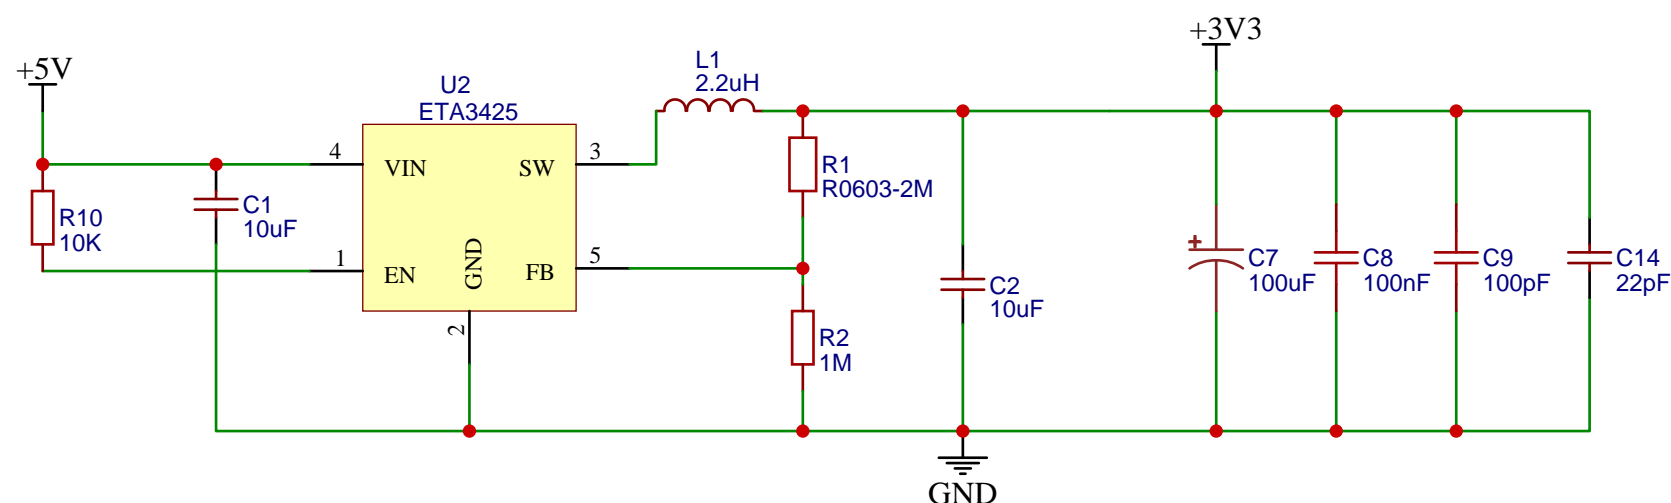 +3V3
+5V
L1
2.2uH
U2
ETA3425
4
VIN
SW
3
R1
R0603-2M
R10
10K
C1
10uF
1
EN
GND
FB
5
2
C2
10uF
C7
100uF
C8
100nF
C9
100pF
C14
22pF
R2
1M
GND